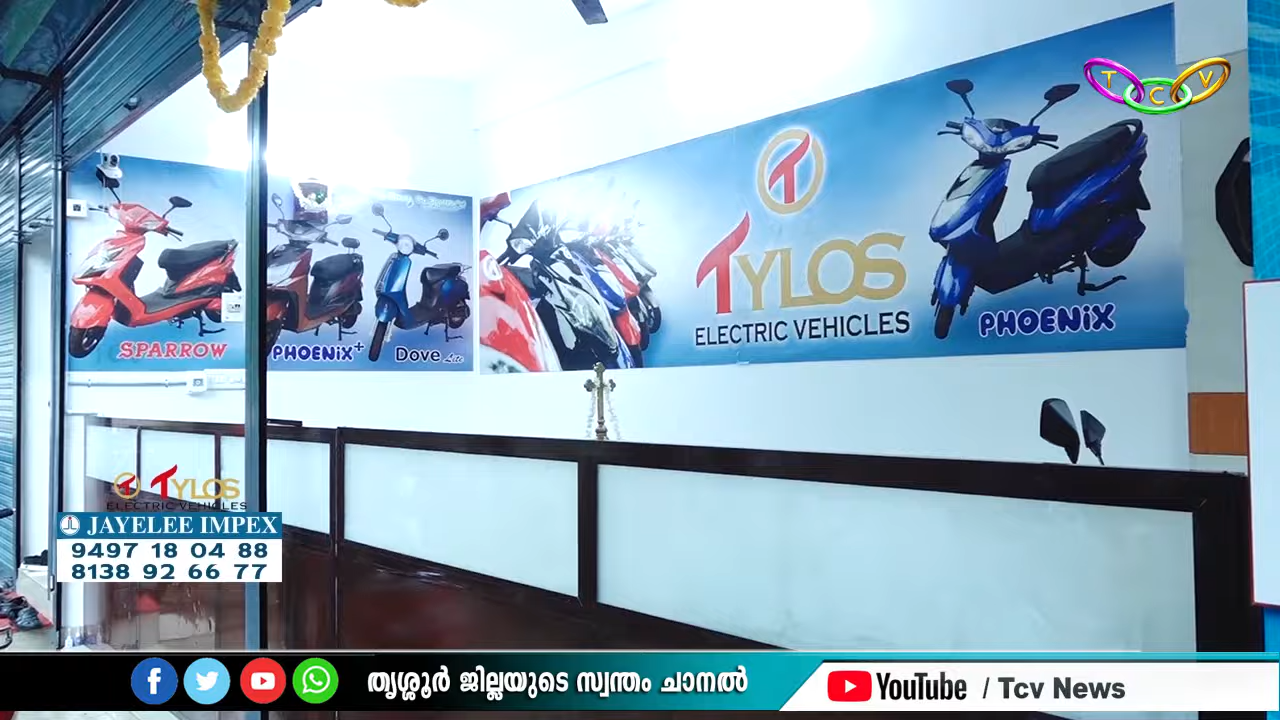 T C V
T
TYLOS
ELECTRIC VEHICLES
PHOENiX
SPARROW
PHOENiX+
Dove Lite
T TYLOS
ELECTRIC VEHICLES
JAYELEE IMPEX
9497 18 04 88
8138 92 66 77
തൃശ്ശൂർ ജില്ലയുടെ സ്വന്തം ചാനൽ
YouTube / Tcv News